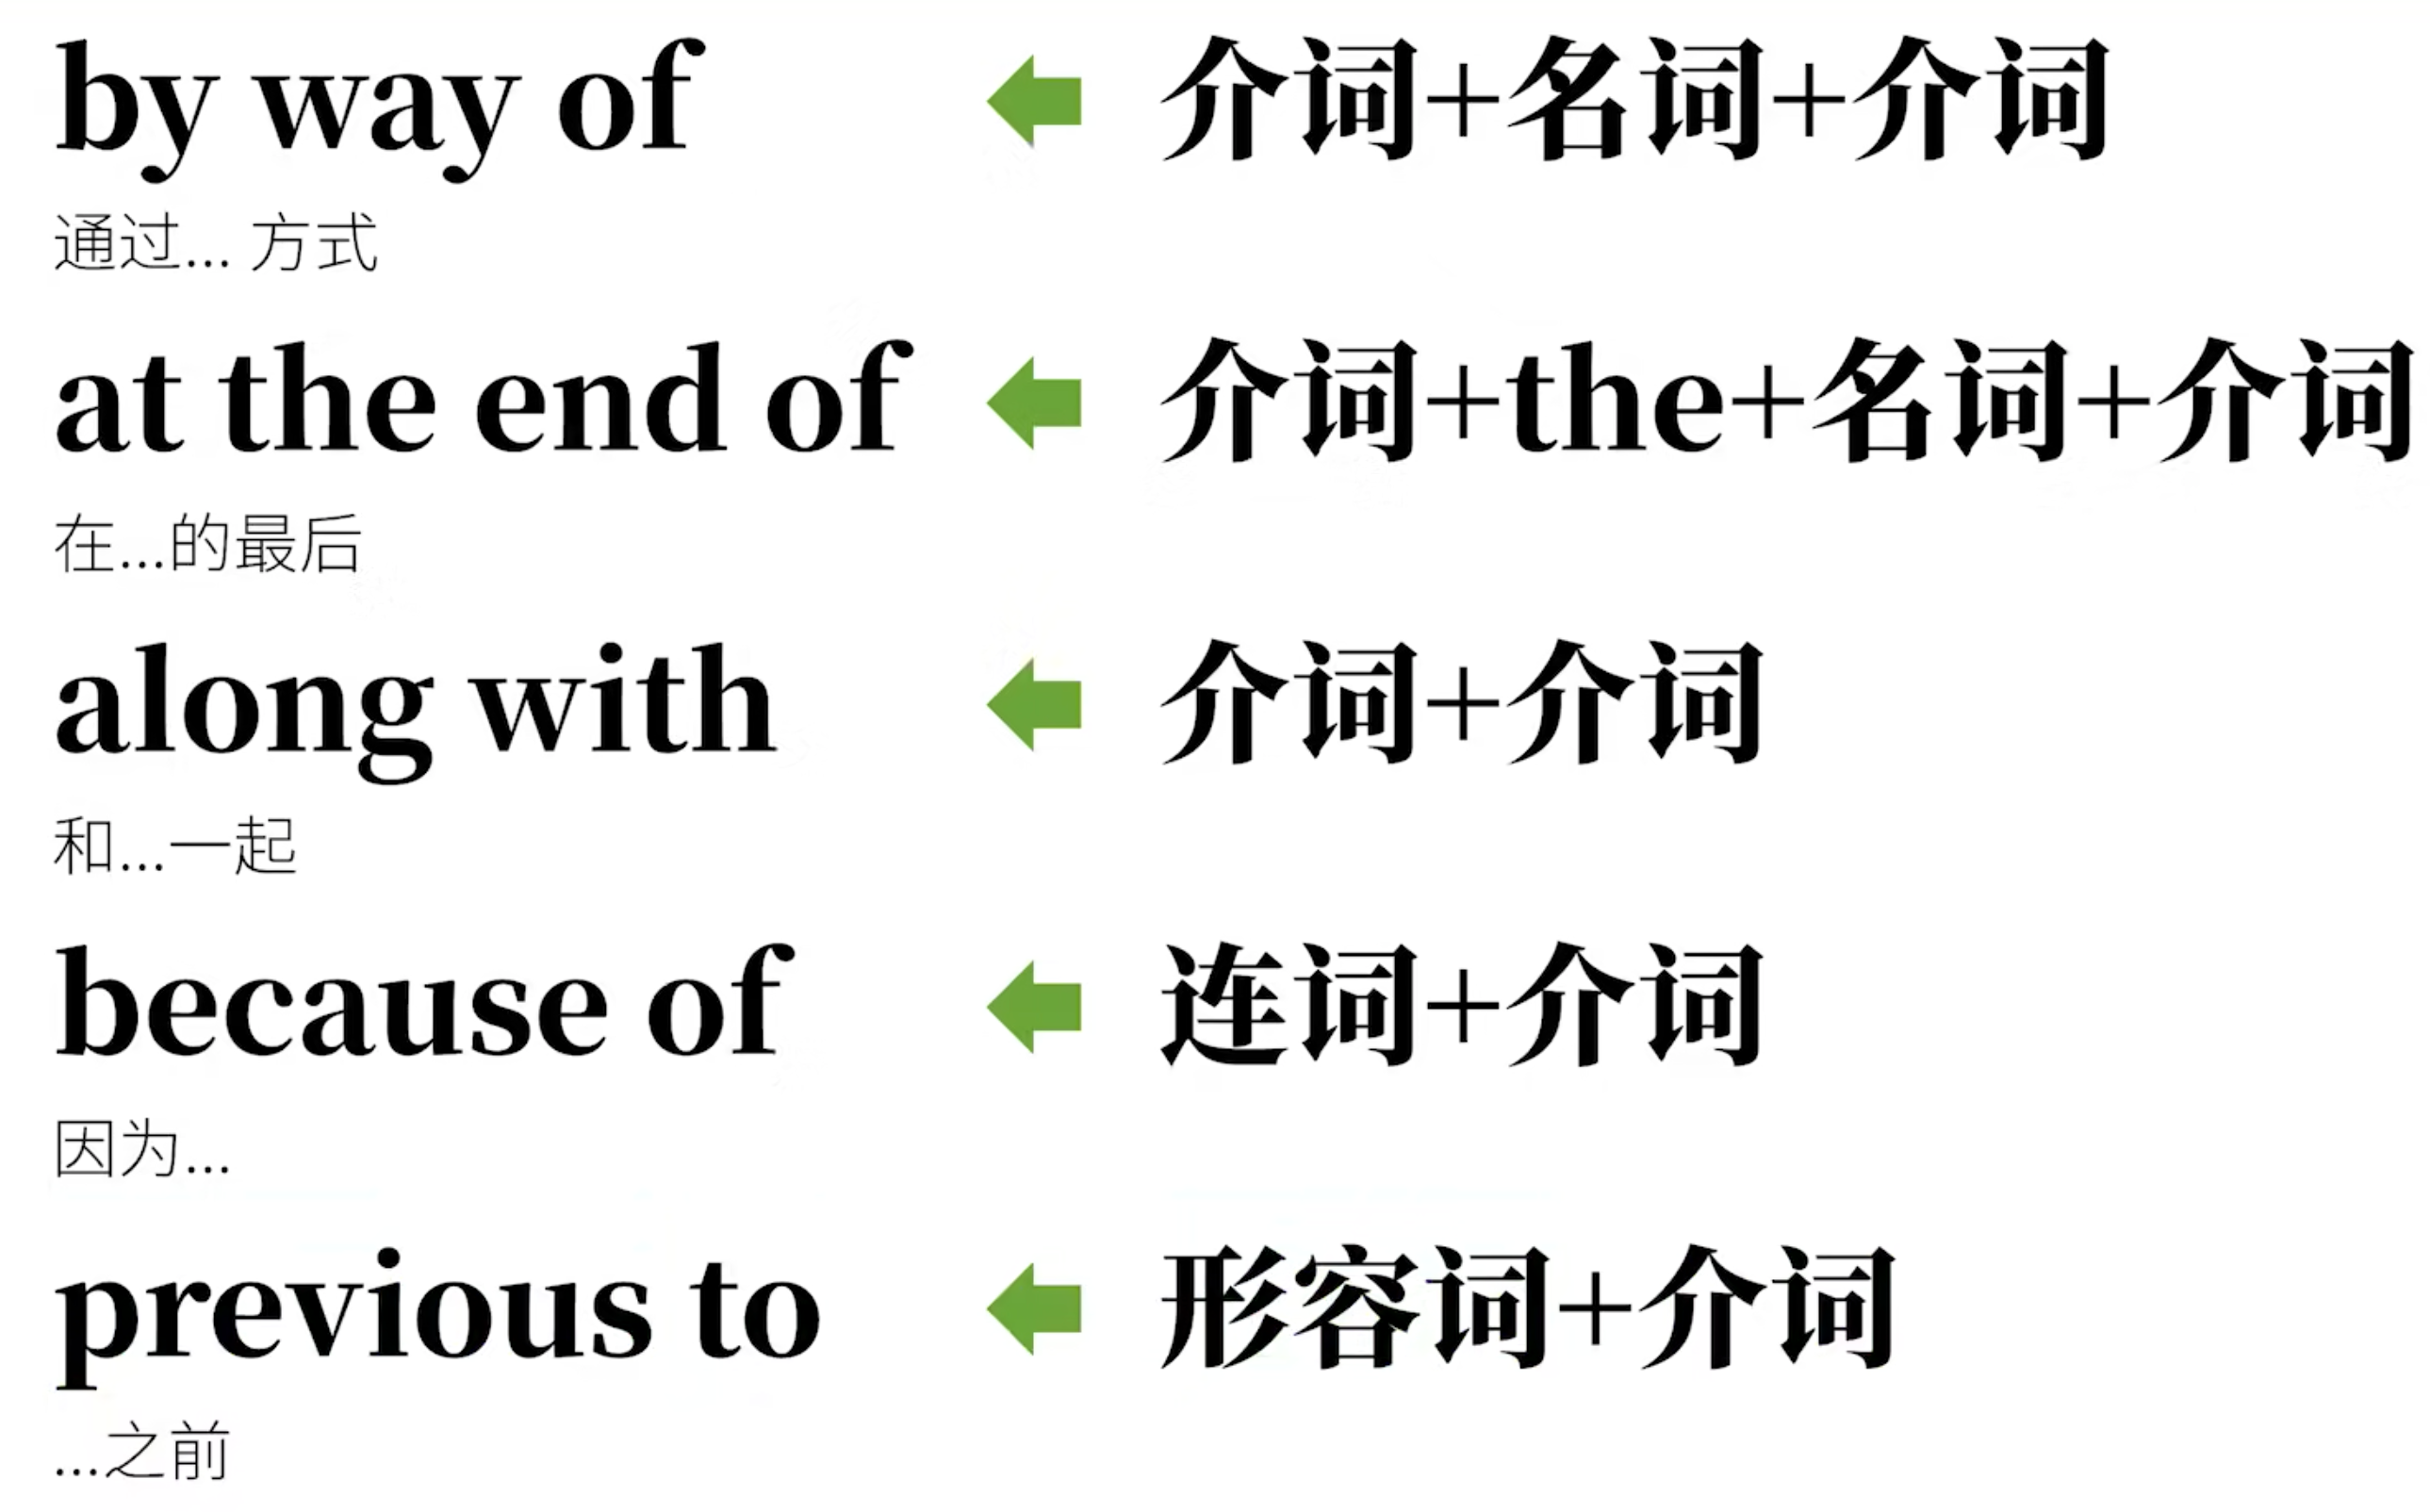 by way of 介词+名词+介词
通过... 方式
at the end of 介词+the+名词+介词
在...的最后
along with 介词+介词
和...一起
because of 连词+介词
因为...
previous to 形容词+介词
...之前